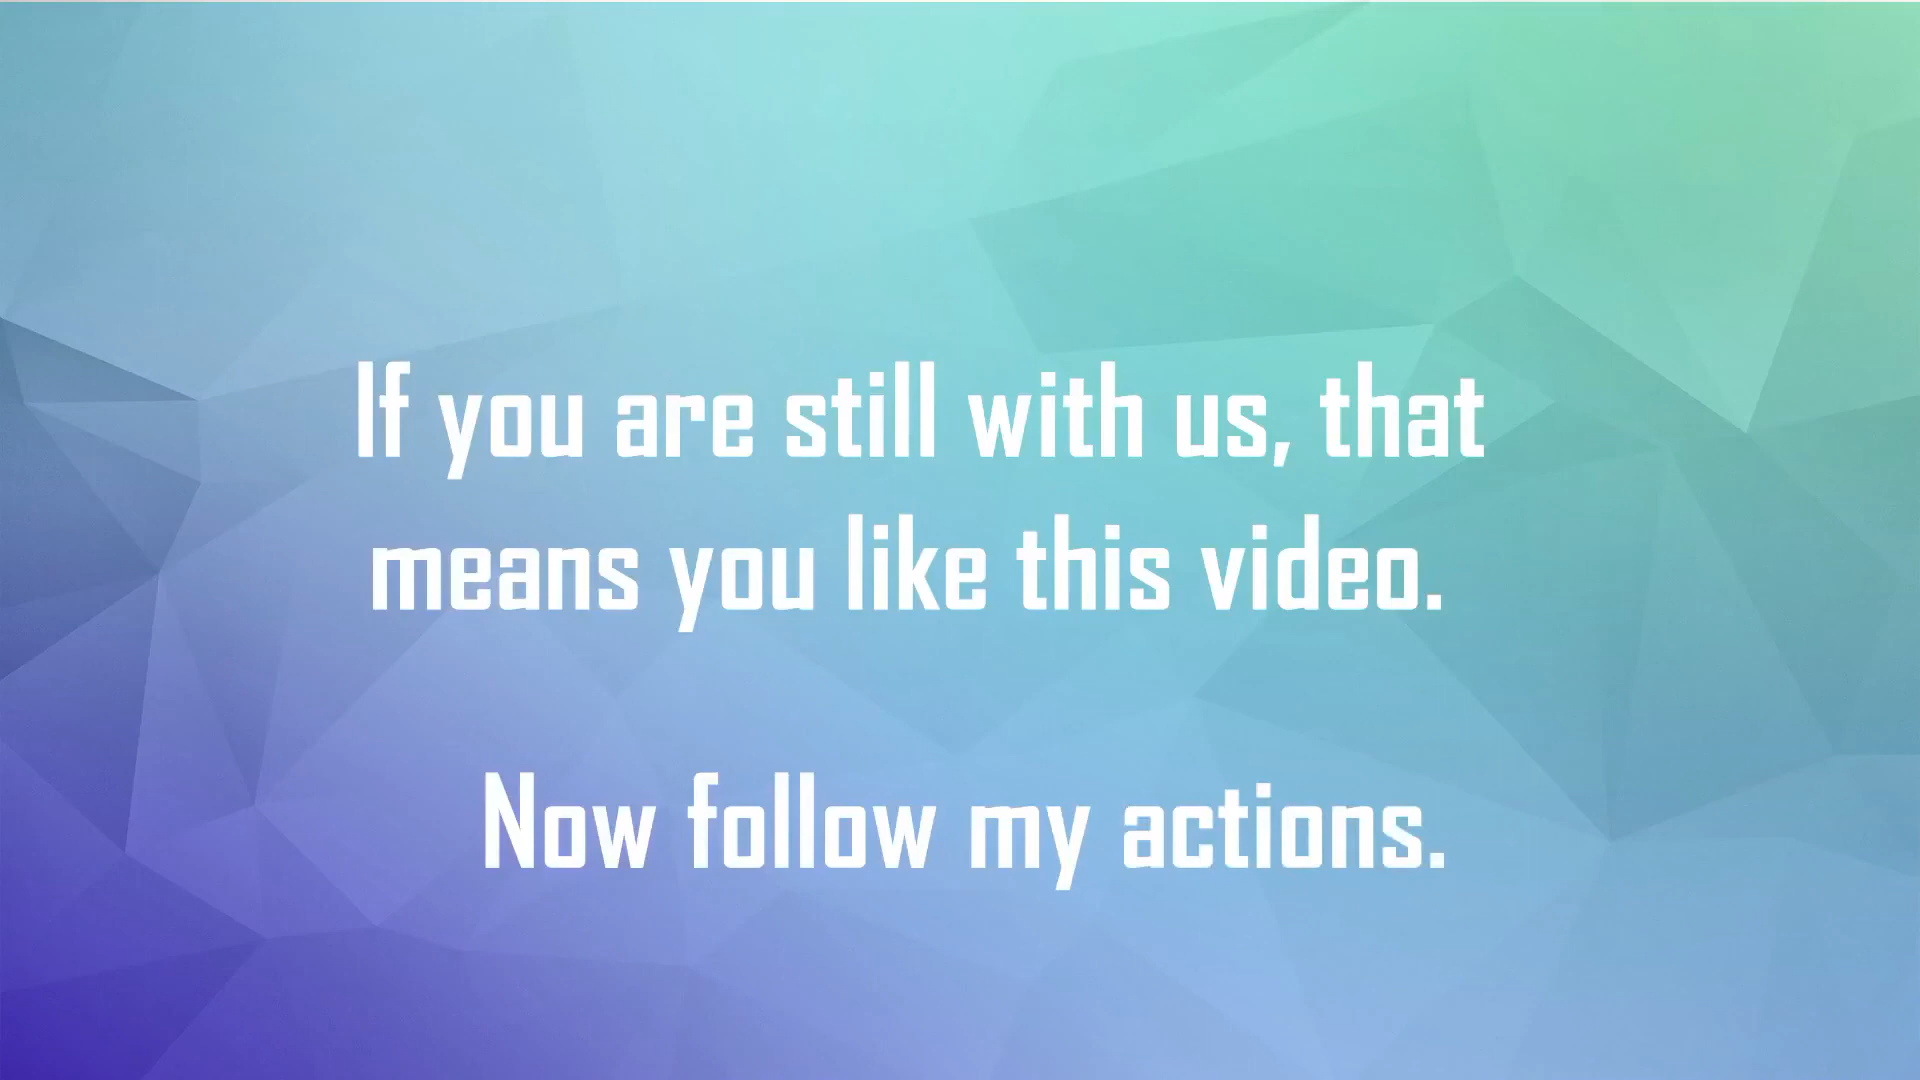 If you are still with us, that
means you like this video.
Now follow my actions.